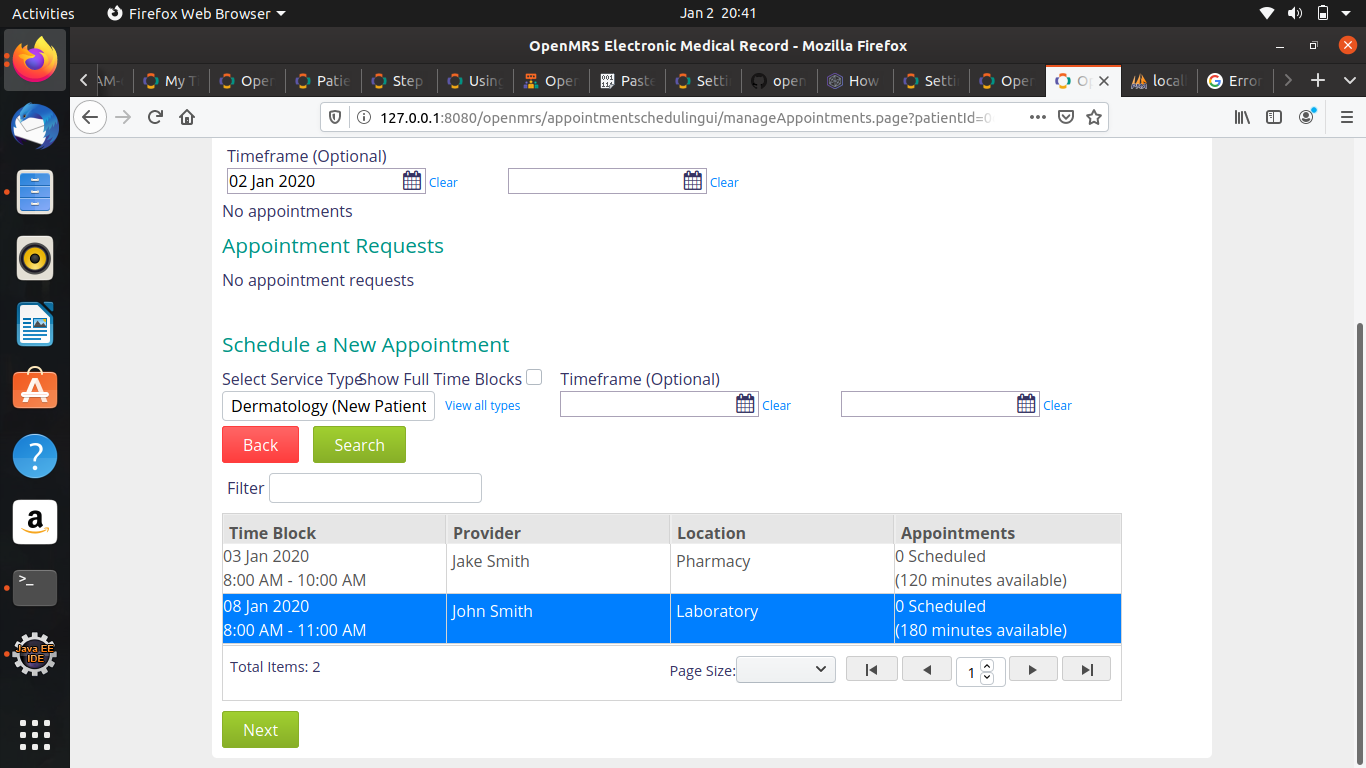 Activities Firefox Web Browser Jan 2 20:41
OpenMRS Electronic Medical Record - Mozilla Firefox
AM- My T Oper Patie Step Using Oper Paste Setti open How Setti Oper O locall Error
127.0.0.1:8080/openmrs/appointmentschedulingui/manageAppointments.page?patientId=0
Timeframe (Optional)
02 Jan 2020 Clear Clear
No appointments
Appointment Requests
No appointment requests
Schedule a New Appointment
Select Service Type Show Full Time Blocks Timeframe (Optional)
Dermatology (New Patient View all types Clear Clear
Back Search
Filter
Time Block Provider Location Appointments
03 Jan 2020 Jake Smith Pharmacy 0 Scheduled
8:00 AM - 10:00 AM (120 minutes available)
08 Jan 2020 John Smith Laboratory 0 Scheduled
8:00 AM - 11:00 AM (180 minutes available)
Total Items: 2 Page Size: 1
Next
Java EE
IDE